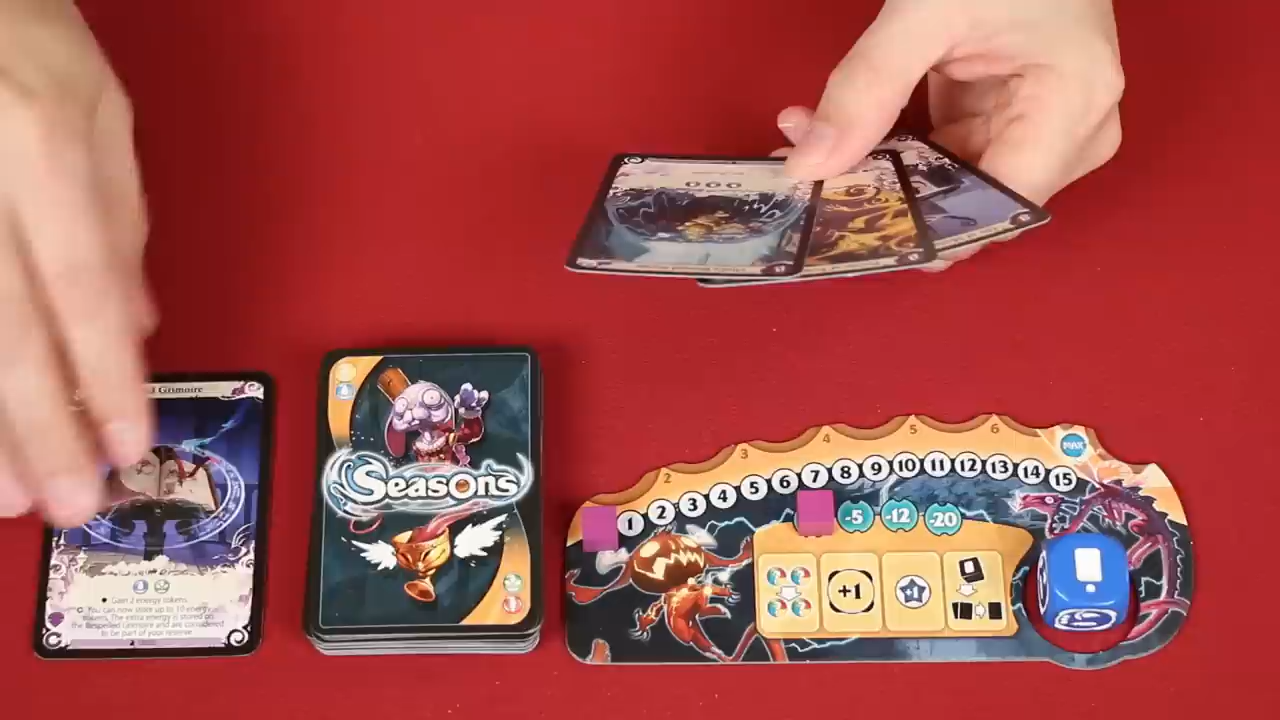 Grimoire
Gain 2 energy tokens.
You can now store up to 10 energy
tokens. The extra energy is stored on
the Bespelled Grimoire and are considered
to be part of your reserve.
Seasons
2 3 4 5 6
MAX
1 2 3 4 5 6 7 8 9 10 11 12 13 14 15
-5 -12 -20
+1 +1